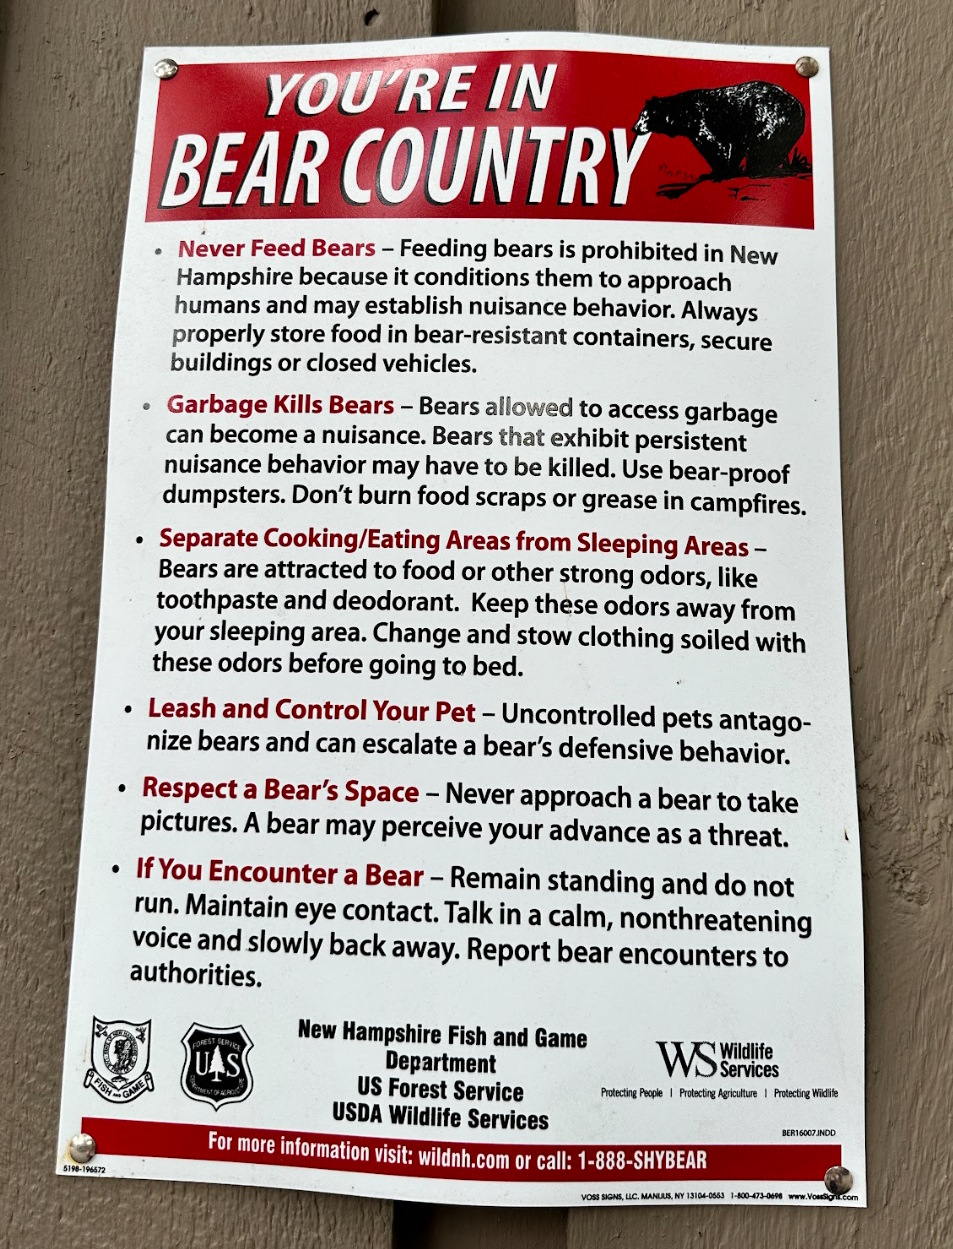 YOU'RE IN
BEAR COUNTRY
• Never Feed Bears – Feeding bears is prohibited in New
Hampshire because it conditions them to approach
humans and may establish nuisance behavior. Always
properly store food in bear-resistant containers, secure
buildings or closed vehicles.
• Garbage Kills Bears – Bears allowed to access garbage
can become a nuisance. Bears that exhibit persistent
nuisance behavior may have to be killed. Use bear-proof
dumpsters. Don't burn food scraps or grease in campfires.
• Separate Cooking/Eating Areas from Sleeping Areas –
Bears are attracted to food or other strong odors, like
toothpaste and deodorant. Keep these odors away from
your sleeping area. Change and stow clothing soiled with
these odors before going to bed.
• Leash and Control Your Pet – Uncontrolled pets antago-
nize bears and can escalate a bear's defensive behavior.
• Respect a Bear's Space – Never approach a bear to take
pictures. A bear may perceive your advance as a threat.
• If You Encounter a Bear – Remain standing and do not
run. Maintain eye contact. Talk in a calm, nonthreatening
voice and slowly back away. Report bear encounters to
authorities.
FISH AND GAME
FOREST SERVICE
U S
DEPARTMENT OF AGRICULTURE
New Hampshire Fish and Game
Department
US Forest Service
USDA Wildlife Services
WS Wildlife
Services
Protecting People | Protecting Agriculture | Protecting Wildlife
BER16007.INDD
For more information visit: wildnh.com or call: 1-888-SHYBEAR
5198-196572
VOSS SIGNS, LLC. MANLIUS, NY 13104-0553 1-800-473-0698 www.VossSigns.com